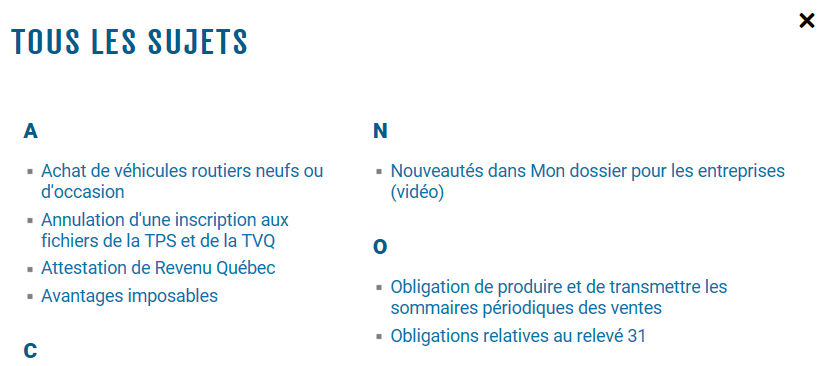 TOUS LES SUJETS
A
Achat de véhicules routiers neufs ou
d'occasion
Annulation d'une inscription aux
fichiers de la TPS et de la TVQ
Attestation de Revenu Québec
Avantages imposables
C
N
Nouveautés dans Mon dossier pour les entreprises
(vidéo)
O
Obligation de produire et de transmettre les
sommaires périodiques des ventes
Obligations relatives au relevé 31